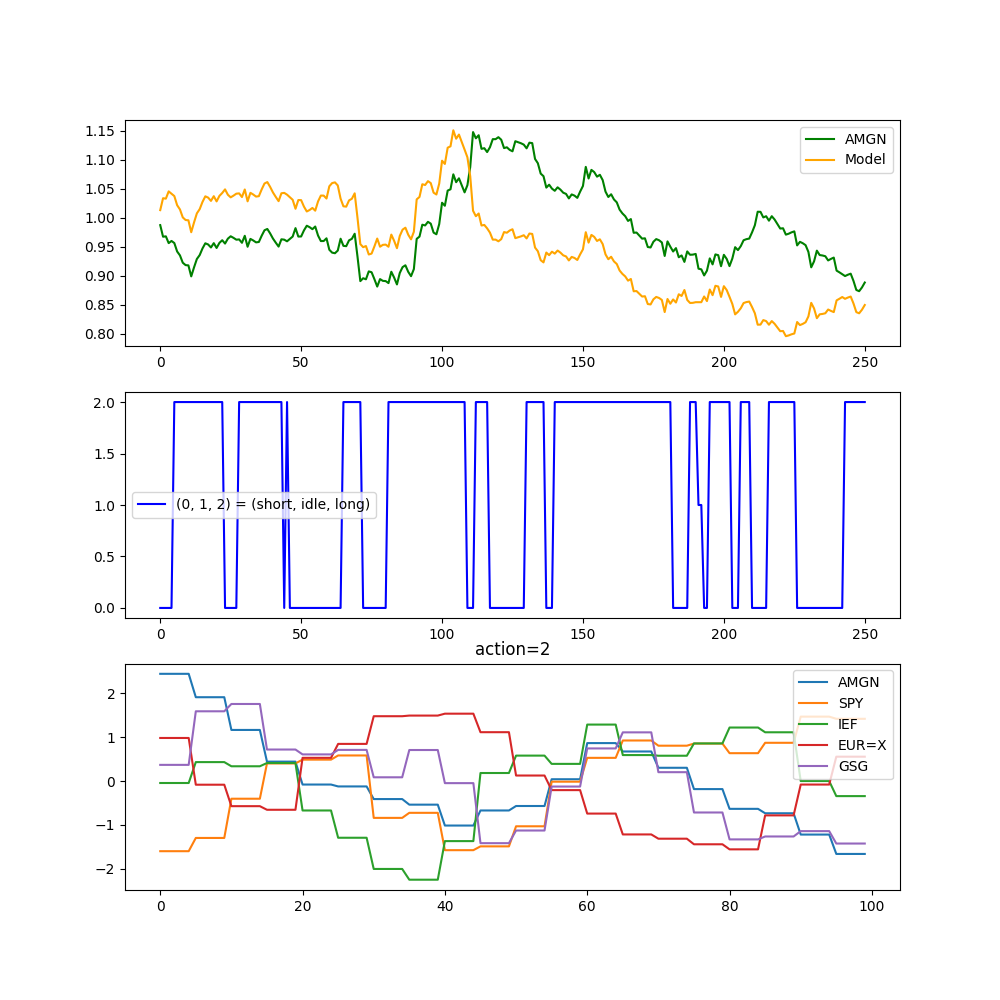 1.15
1.10
1.05
1.00
0.95
0.90
0.85
0.80
AMGN
Model
0 50 100 150 200 250
2.0
1.5
1.0
0.5
0.0
(0, 1, 2) = (short, idle, long)
0 50 100 150 200 250
action=2
2
1
0
−1
−2
AMGN
SPY
IEF
EUR=X
GSG
0 20 40 60 80 100